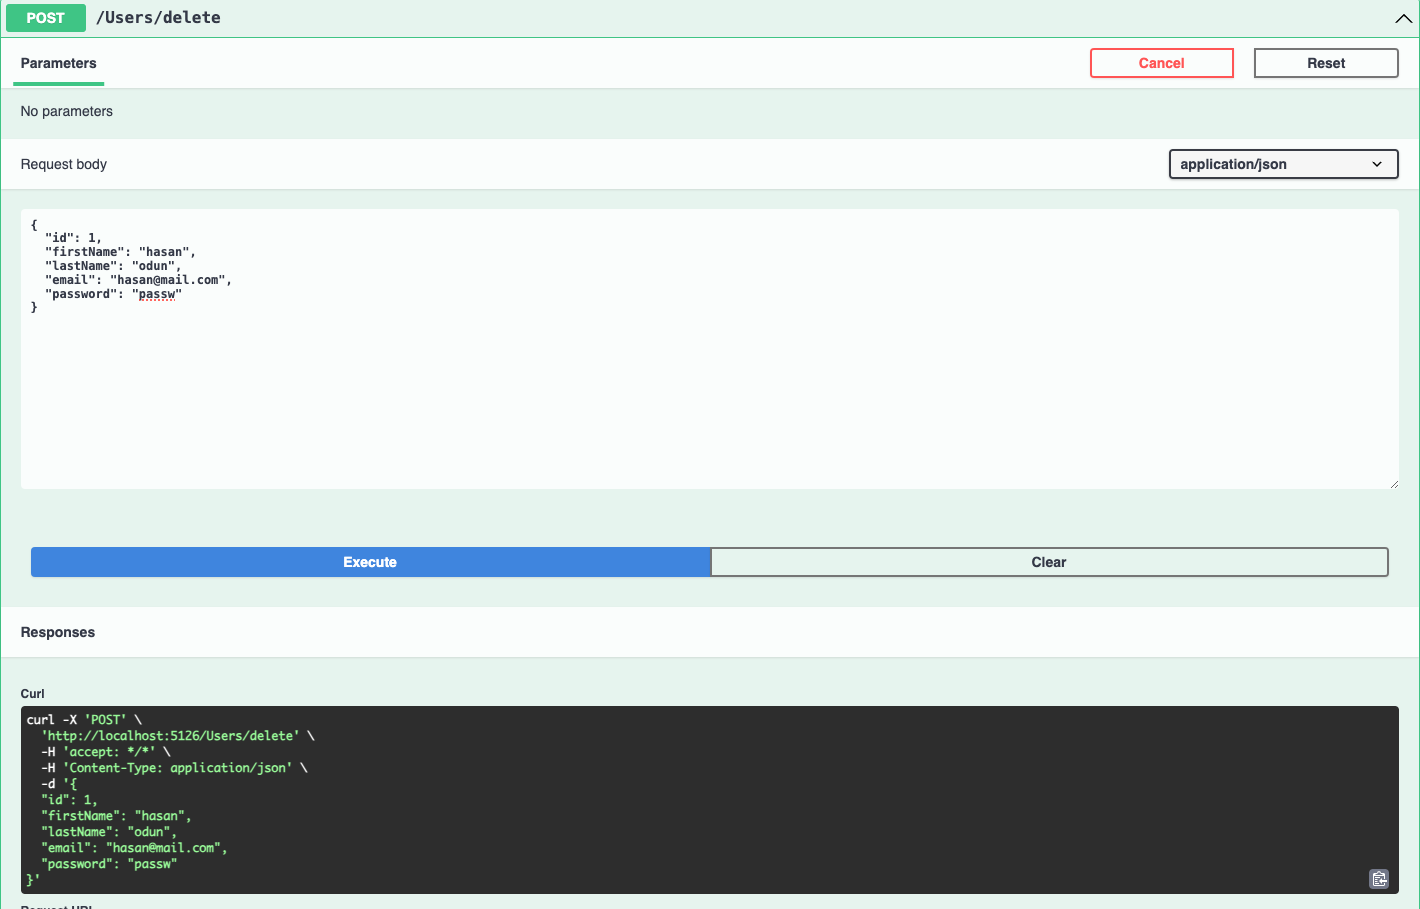 POST /Users/delete
Parameters
Cancel
Reset
No parameters
Request body
application/json
{
  "id": 1,
  "firstName": "hasan",
  "lastName": "odun",
  "email": "hasan@mail.com",
  "password": "passw"
}
Execute
Clear
Responses
Curl
curl -X 'POST' \
  'http://localhost:5126/Users/delete' \
  -H 'accept: */*' \
  -H 'Content-Type: application/json' \
  -d '{
  "id": 1,
  "firstName": "hasan",
  "lastName": "odun",
  "email": "hasan@mail.com",
  "password": "passw"
}'
Request URL